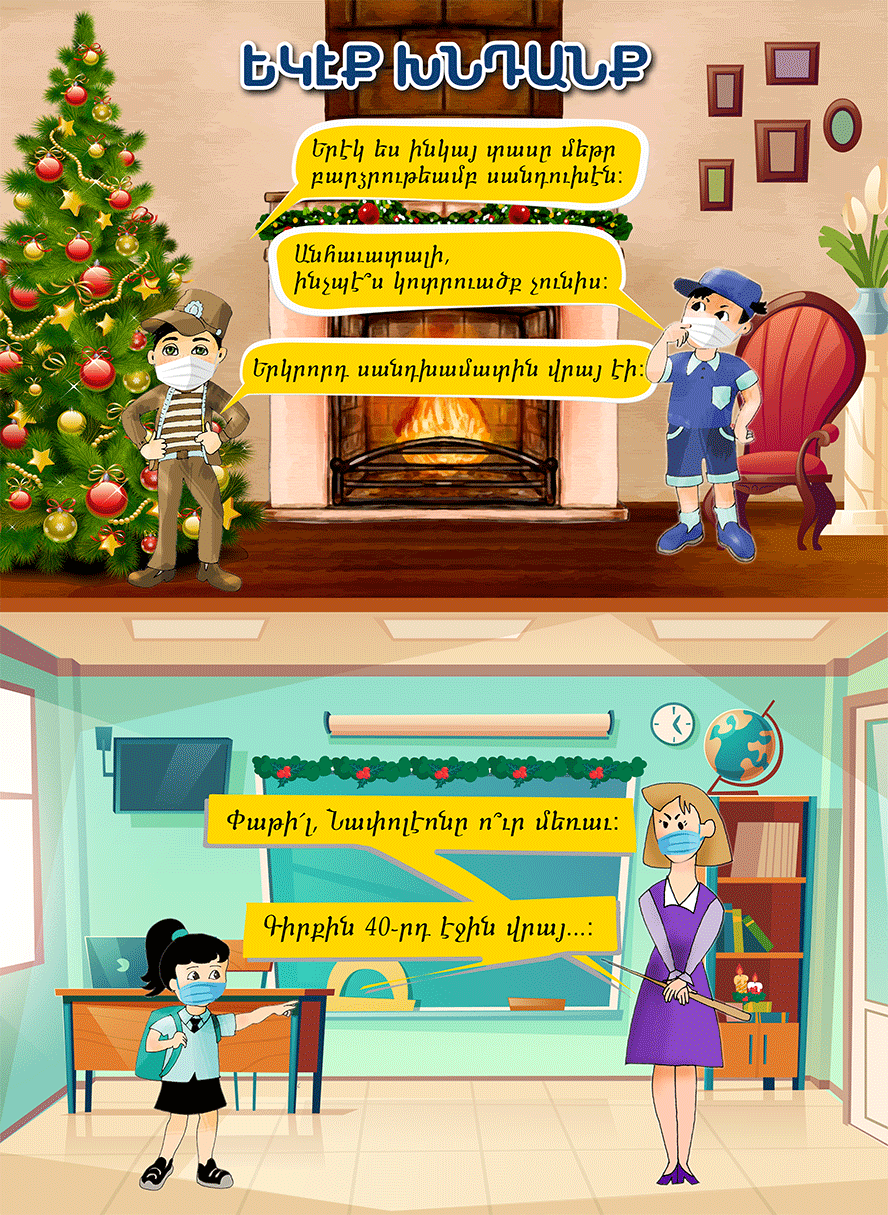 ԵԿԷՔ ԽՆԴԱՆՔ
Երէկ ես ինկայ տասը մեթր
բարձրութեամբ սանդուխէն:
Անհաւատալի,
ինչպէ՞ս կոտրուածք չունիս:
Երկրորդ սանդխամատին վրայ էի:
Փաթի՛լ, Նափոլէոնը ո՞ւր մեռաւ:
Գիրքին 40-րդ էջին վրայ...: